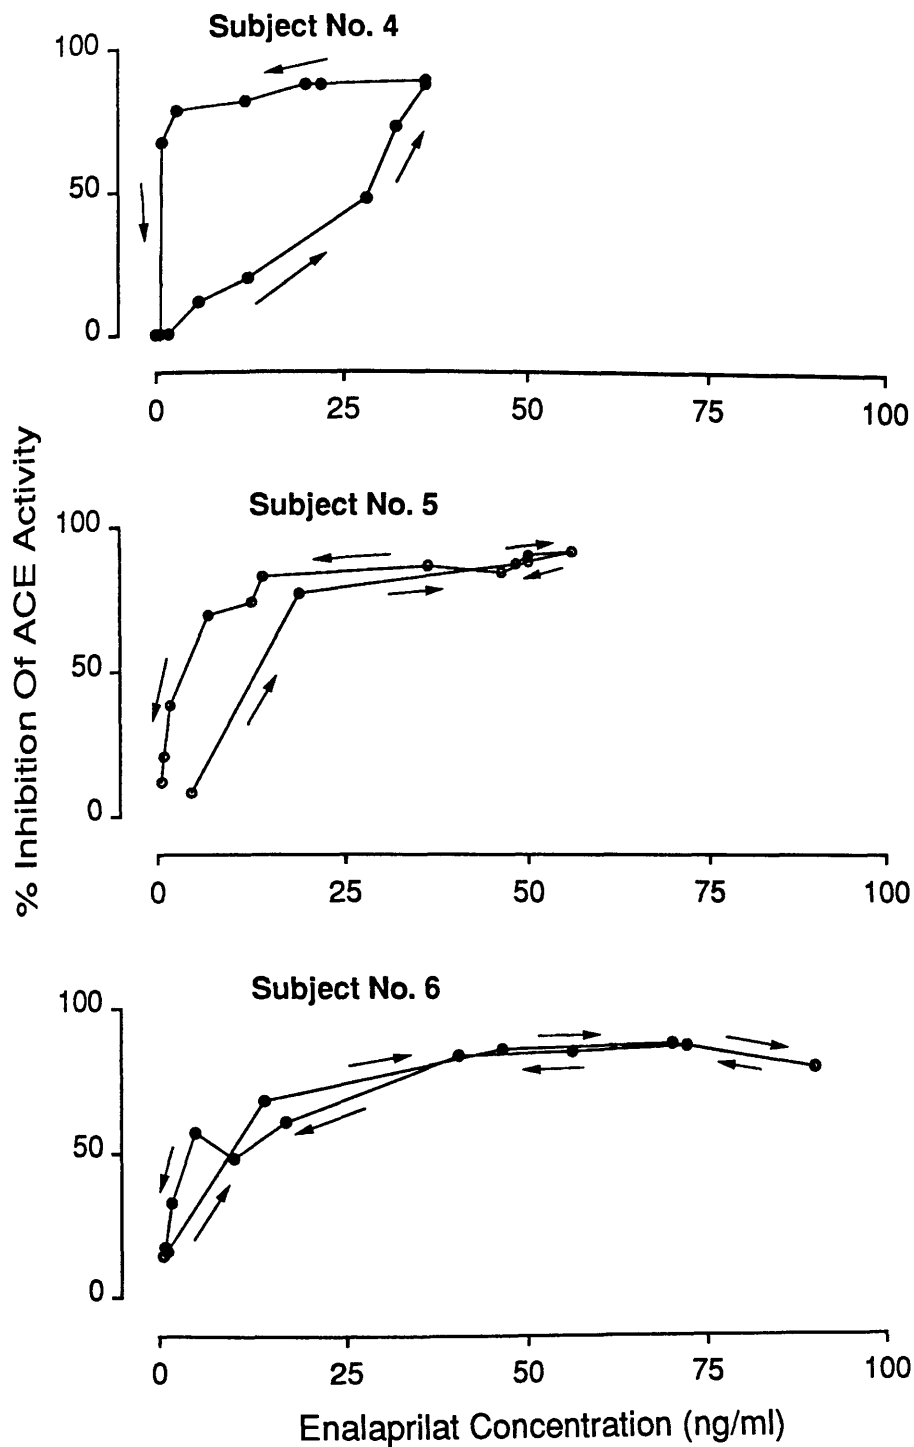 Subject No. 4
100
50
0
0 25 50 75 100
Subject No. 5
100
50
0
0 25 50 75 100
% Inhibition Of ACE Activity
Subject No. 6
100
50
0
0 25 50 75 100
Enalaprilat Concentration (ng/ml)